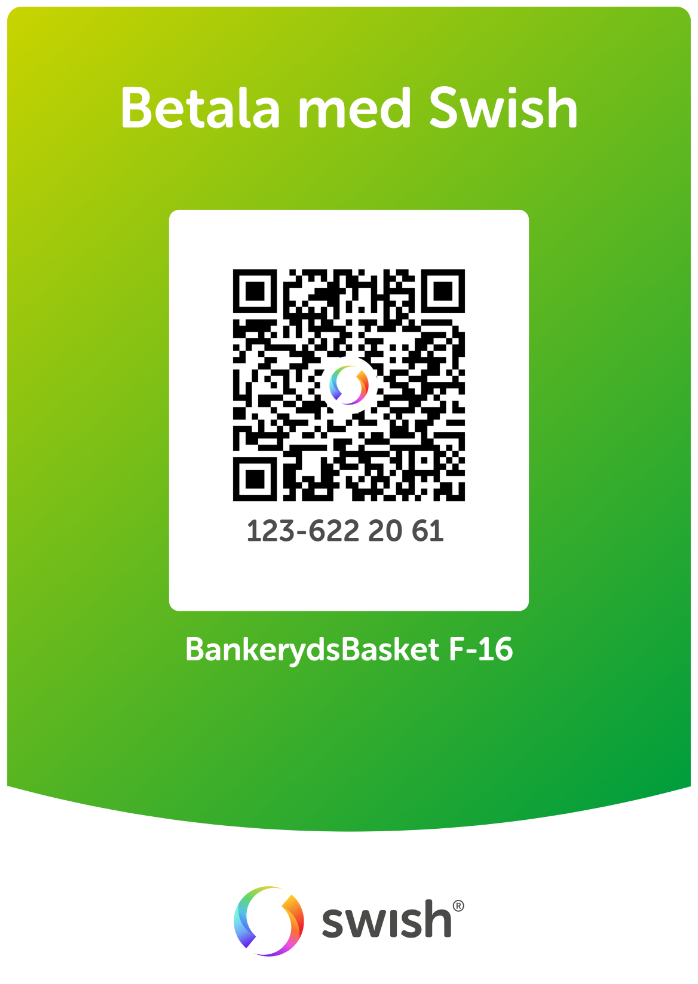 Betala med Swish
123-622 20 61
BankerydsBasket F-16
swish®